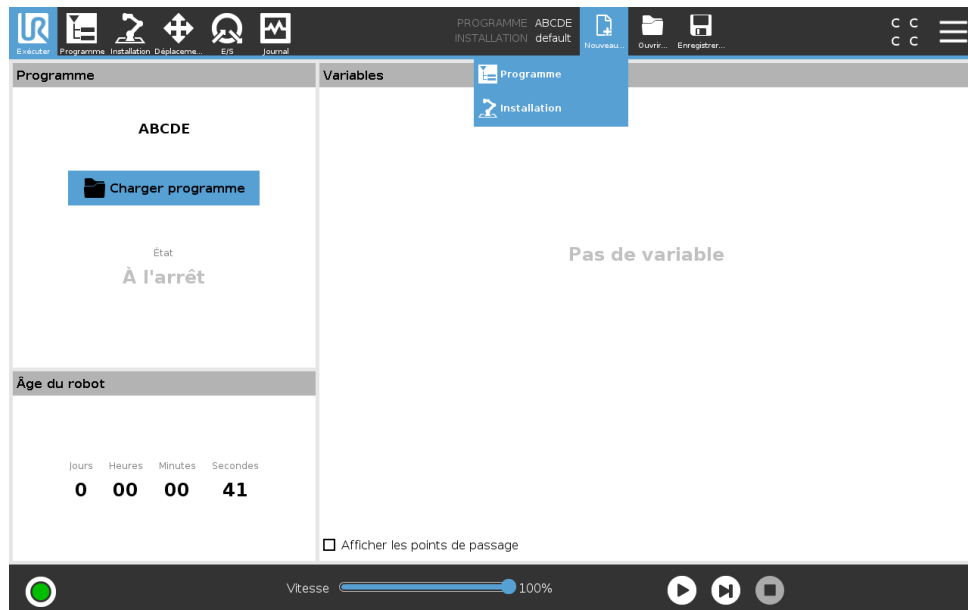 PROGRAMME ABCDE
INSTALLATION default
Exécuter Programme Installation Déplaceme... E/S Journal
Nouveau... Ouvrir... Enregistrer...
C C
C C
Programme
Installation
Programme
ABCDE
Charger programme
État
À l'arrêt
Variables
Pas de variable
Afficher les points de passage
Âge du robot
Jours Heures Minutes Secondes
0 00 00 41
Vitesse 100%